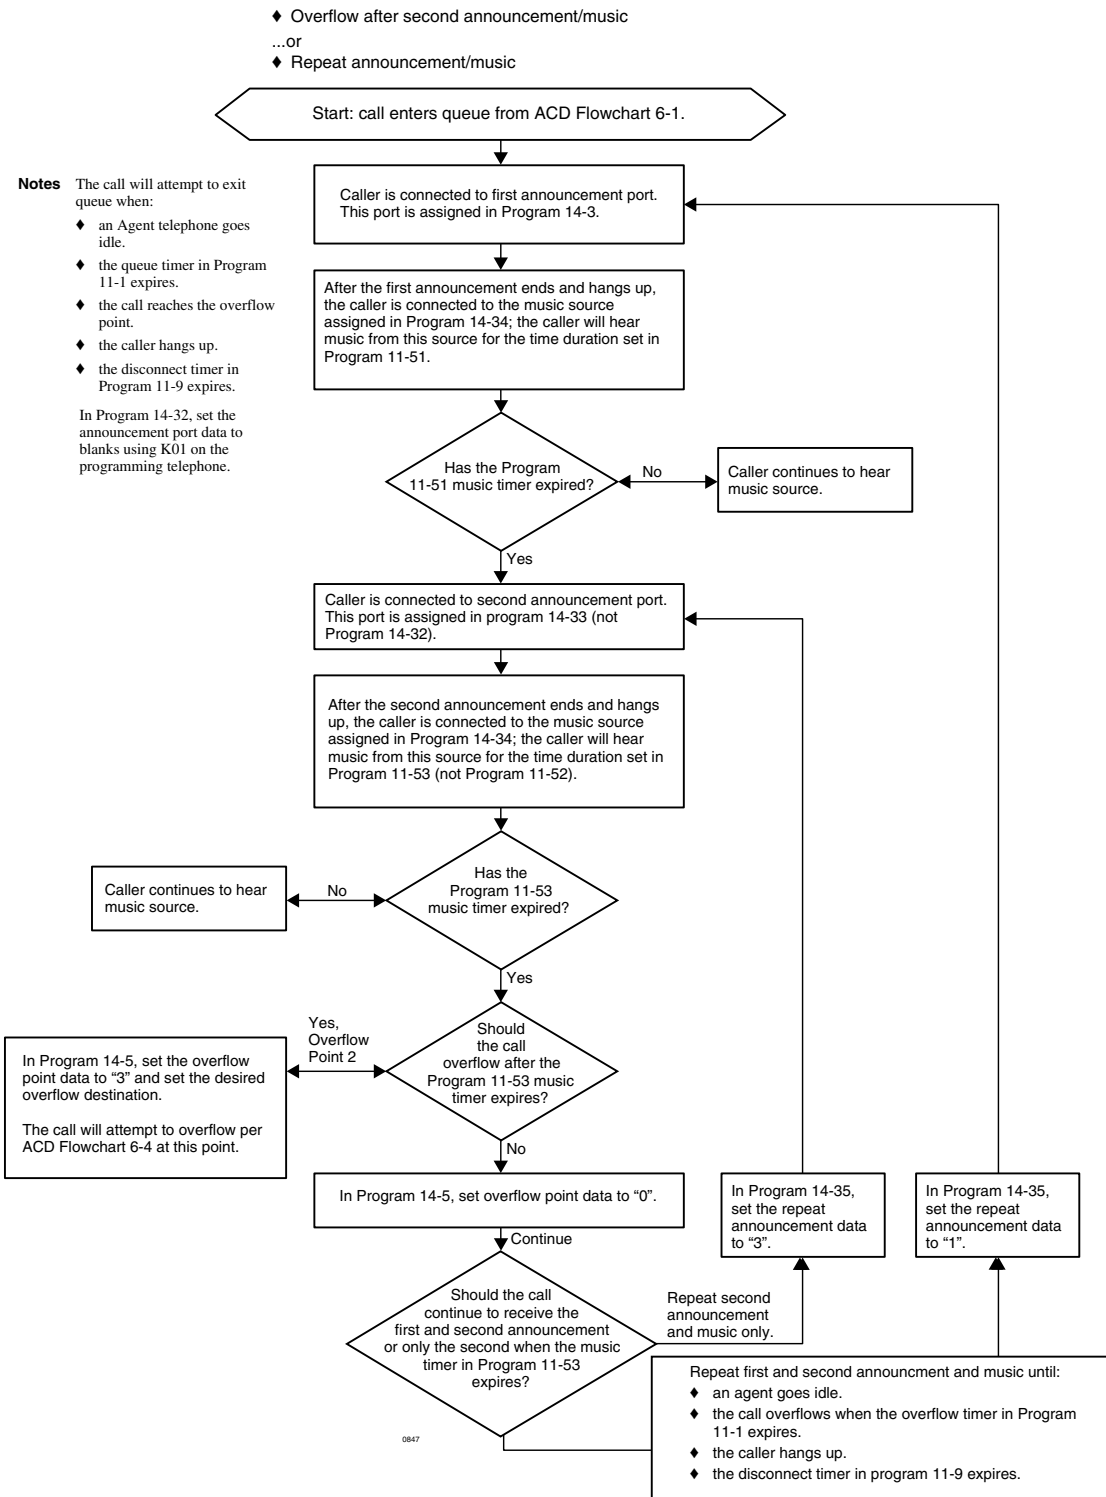 ♦ Overflow after second announcement/music
...or
♦ Repeat announcement/music
Start: call enters queue from ACD Flowchart 6-1.
Notes The call will attempt to exit
queue when:
♦ an Agent telephone goes
idle.
♦ the queue timer in Program
11-1 expires.
♦ the call reaches the overflow
point.
♦ the caller hangs up.
♦ the disconnect timer in
Program 11-9 expires.
In Program 14-32, set the
announcement port data to
blanks using K01 on the
programming telephone.
Caller is connected to first announcement port.
This port is assigned in Program 14-3.
After the first announcement ends and hangs up,
the caller is connected to the music source
assigned in Program 14-34; the caller will hear
music from this source for the time duration set in
Program 11-51.
Has the Program
11-51 music timer expired?
No
Caller continues to hear
music source.
Yes
Caller is connected to second announcement port.
This port is assigned in program 14-33 (not
Program 14-32).
After the second announcement ends and hangs
up, the caller is connected to the music source
assigned in Program 14-34; the caller will hear
music from this source for the time duration set in
Program 11-53 (not Program 11-52).
Has the
Program 11-53
music timer expired?
No
Caller continues to hear
music source.
Yes
Should
the call
overflow after the
Program 11-53 music
timer expires?
Yes,
Overflow
Point 2
In Program 14-5, set the overflow
point data to “3” and set the desired
overflow destination.
The call will attempt to overflow per
ACD Flowchart 6-4 at this point.
No
In Program 14-5, set overflow point data to “0”.
Continue
Should the call
continue to receive the
first and second announcement
or only the second when the music
timer in Program 11-53
expires?
Repeat second
announcement
and music only.
In Program 14-35,
set the repeat
announcement data
to “3”.
In Program 14-35,
set the repeat
announcement data
to “1”.
Repeat first and second announcment and music until:
♦ an agent goes idle.
♦ the call overflows when the overflow timer in Program
11-1 expires.
♦ the caller hangs up.
♦ the disconnect timer in program 11-9 expires.
0847